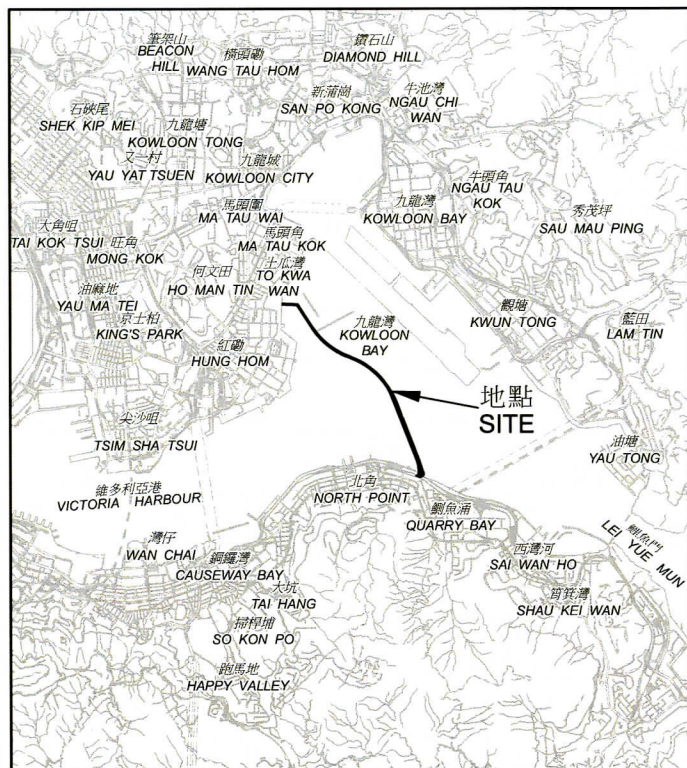 筆架山
BEACON
HILL
橫頭磡
WANG TAU HOM
鑽石山
DIAMOND HILL
新蒲崗
SAN PO KONG
牛池灣
NGAU CHI
WAN
石硤尾
SHEK KIP MEI
九龍塘
KOWLOON TONG
又一村
YAU YAT TSUEN
九龍城
KOWLOON CITY
馬頭圍
MA TAU WAI
九龍灣
KOWLOON BAY
牛頭角
NGAU TAU
KOK
秀茂坪
SAU MAU PING
大角咀
TAI KOK TSUI
旺角
MONG KOK
馬頭角
MA TAU KOK
何文田
HO MAN TIN
土瓜灣
TO KWA
WAN
油麻地
YAU MA TEI
京士柏
KING'S PARK
紅磡
HUNG HOM
九龍灣
KOWLOON
BAY
觀塘
KWUN TONG
藍田
LAM TIN
地點
SITE
尖沙咀
TSIM SHA TSUI
油塘
YAU TONG
維多利亞港
VICTORIA HARBOUR
北角
NORTH POINT
鰂魚涌
QUARRY BAY
鯉魚門
LEI YUE MUN
灣仔
WAN CHAI
銅鑼灣
CAUSEWAY BAY
西灣河
SAI WAN HO
大坑
TAI HANG
筲箕灣
SHAU KEI WAN
掃桿埔
SO KON PO
跑馬地
HAPPY VALLEY